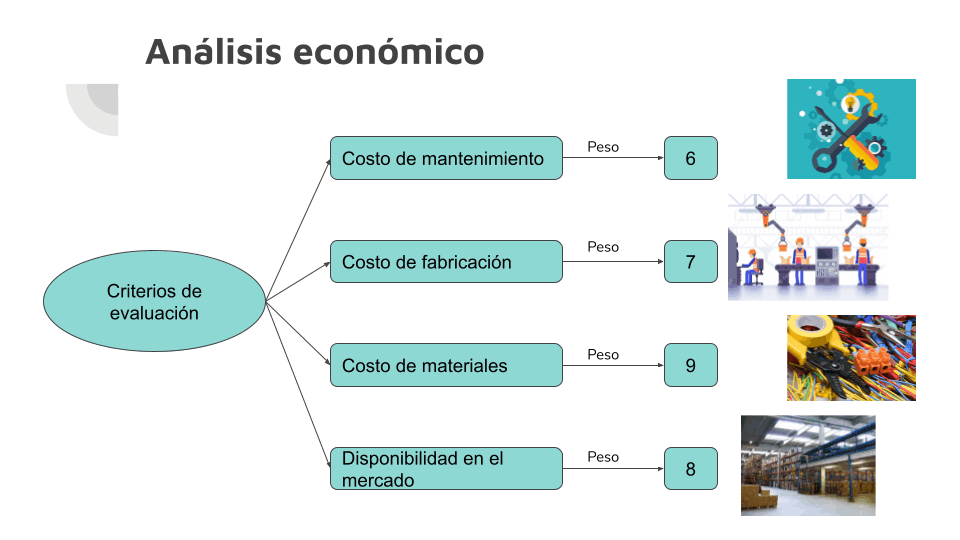 Análisis económico
Costo de mantenimiento
Peso
6
Costo de fabricación
Peso
7
Criterios de
evaluación
Costo de materiales
Peso
9
Disponibilidad en el
mercado
Peso
8